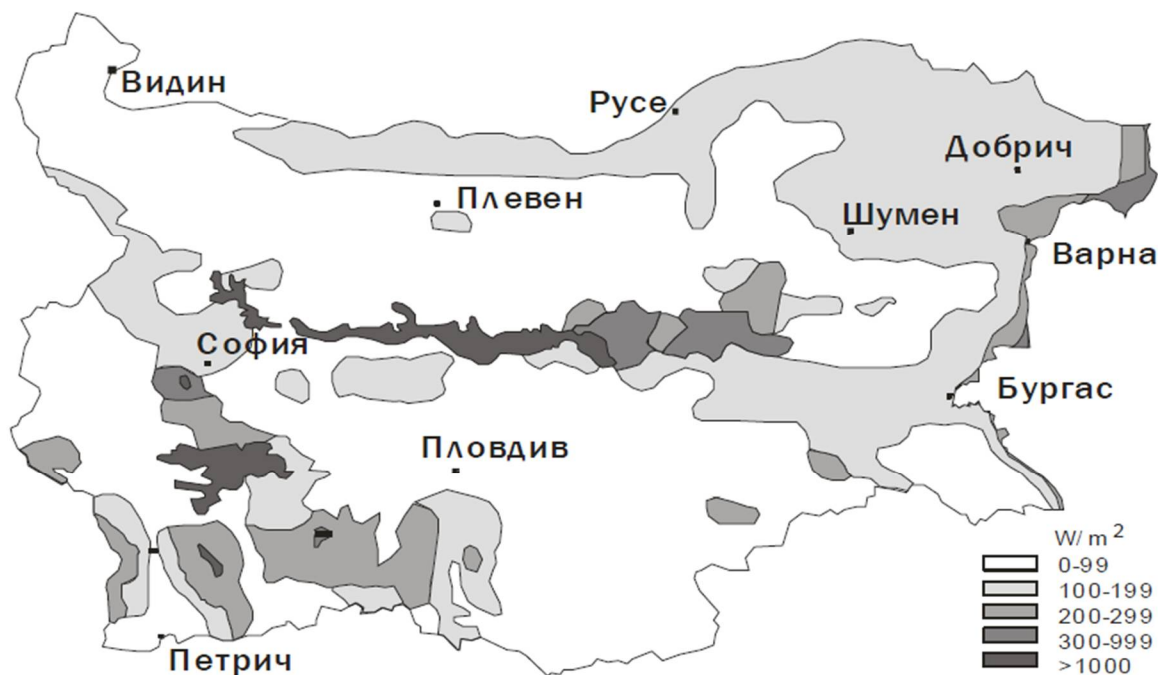 Видин
Русе
Добрич
Плевен
Шумен
Варна
София
Бургас
Пловдив
Петрич
W/m²
0-99
100-199
200-299
300-999
>1000